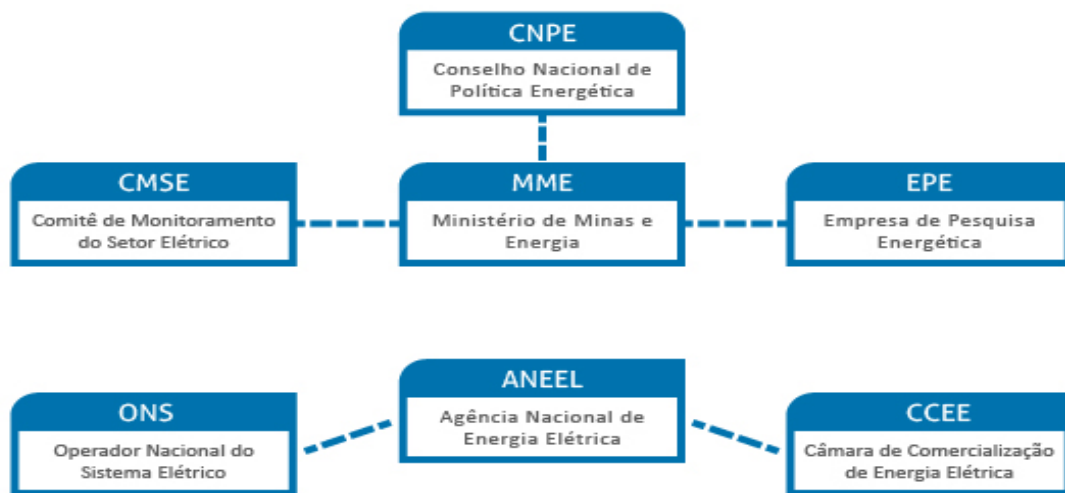 CNPE
Conselho Nacional de
Política Energética
CMSE
Comitê de Monitoramento
do Setor Elétrico
MME
Ministério de Minas e
Energia
EPE
Empresa de Pesquisa
Energética
ONS
Operador Nacional do
Sistema Elétrico
ANEEL
Agência Nacional de
Energia Elétrica
CCEE
Câmara de Comercialização
de Energia Elétrica